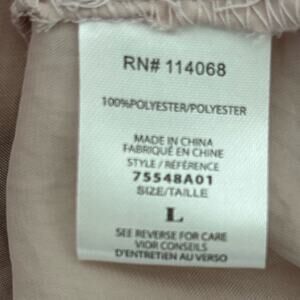 RN# 114068
100%POLYESTER/POLYESTER
MADE IN CHINA
FABRIQUÉ EN CHINE
STYLE / RÉFÉRENCE
75548A01
SIZE/TAILLE
L
SEE REVERSE FOR CARE
VIOR CONSEILS
D'ENTRETIEN AU VERSO